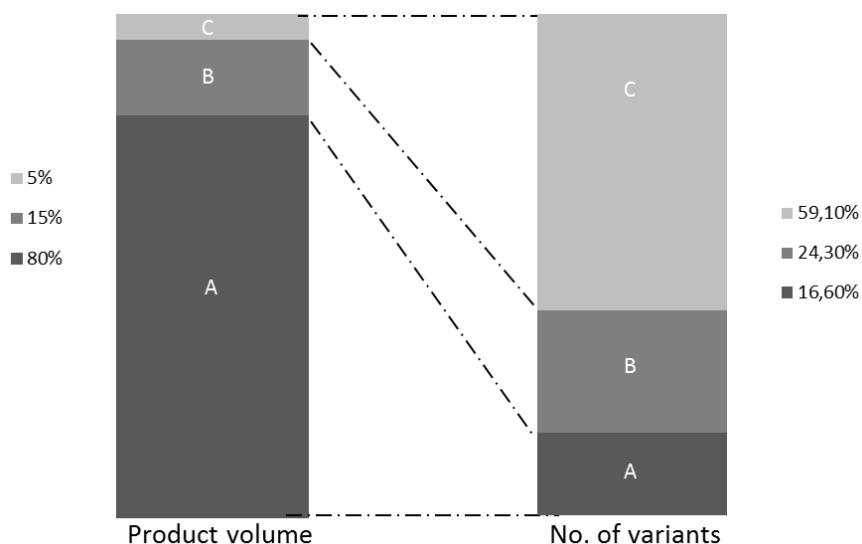 C
B
A
5%
15%
80%
Product volume
C
B
A
59,10%
24,30%
16,60%
No. of variants